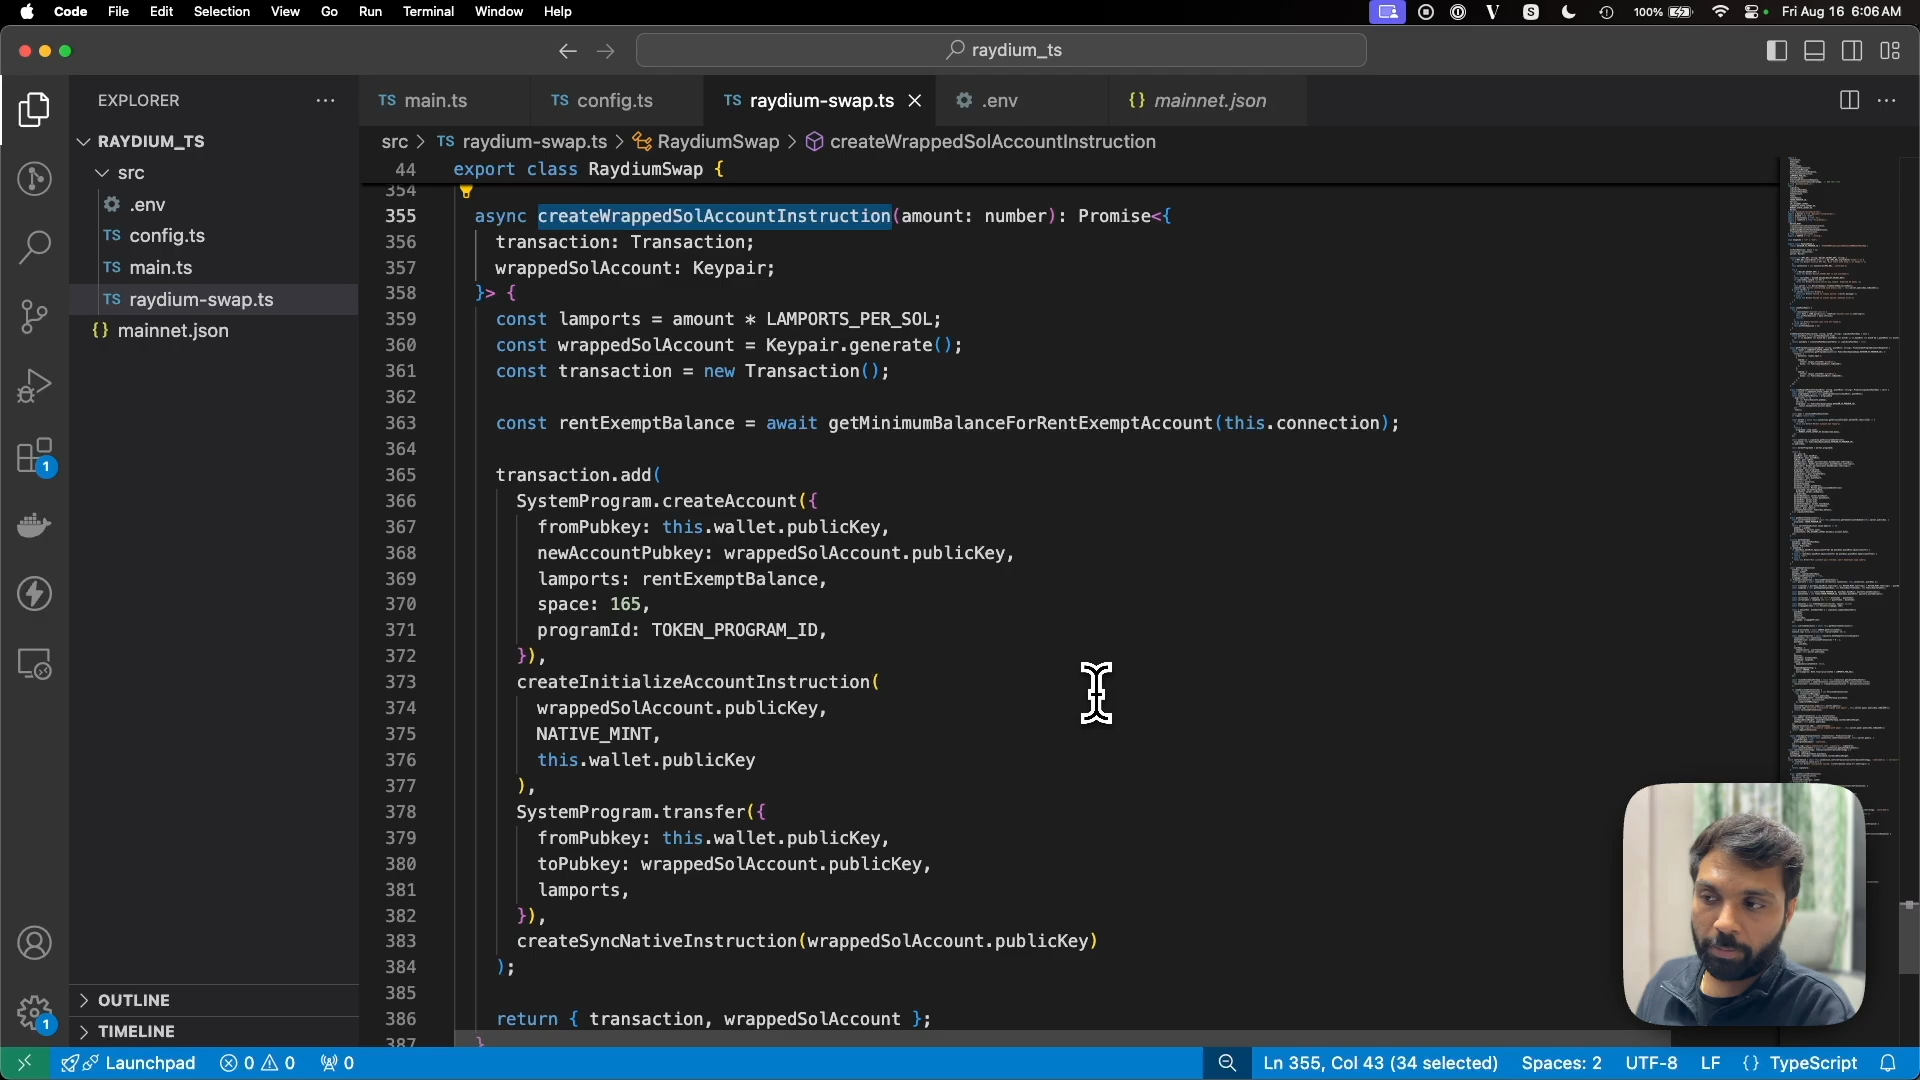 Code File Edit Selection View Go Run Terminal Window Help
100% Fri Aug 16 6:06 AM
raydium_ts
EXPLORER
RAYDIUM_TS
src
.env
TS config.ts
TS main.ts
TS raydium-swap.ts
{} mainnet.json
OUTLINE
TIMELINE
TS main.ts TS config.ts TS raydium-swap.ts .env {} mainnet.json
src > TS raydium-swap.ts > RaydiumSwap > createWrappedSolAccountInstruction
44 export class RaydiumSwap {
354
355 async createWrappedSolAccountInstruction(amount: number): Promise<{
356 transaction: Transaction;
357 wrappedSolAccount: Keypair;
358 }> {
359 const lamports = amount * LAMPORTS_PER_SOL;
360 const wrappedSolAccount = Keypair.generate();
361 const transaction = new Transaction();
362
363 const rentExemptBalance = await getMinimumBalanceForRentExemptAccount(this.connection);
364
365 transaction.add(
366 SystemProgram.createAccount({
367 fromPubkey: this.wallet.publicKey,
368 newAccountPubkey: wrappedSolAccount.publicKey,
369 lamports: rentExemptBalance,
370 space: 165,
371 programId: TOKEN_PROGRAM_ID,
372 }),
373 createInitializeAccountInstruction(
374 wrappedSolAccount.publicKey,
375 NATIVE_MINT,
376 this.wallet.publicKey
377 ),
378 SystemProgram.transfer({
379 fromPubkey: this.wallet.publicKey,
380 toPubkey: wrappedSolAccount.publicKey,
381 lamports,
382 }),
383 createSyncNativeInstruction(wrappedSolAccount.publicKey)
384 );
385
386 return { transaction, wrappedSolAccount };
387 }
1
1
Launchpad 0 0 0 Ln 355, Col 43 (34 selected) Spaces: 2 UTF-8 LF {} TypeScript